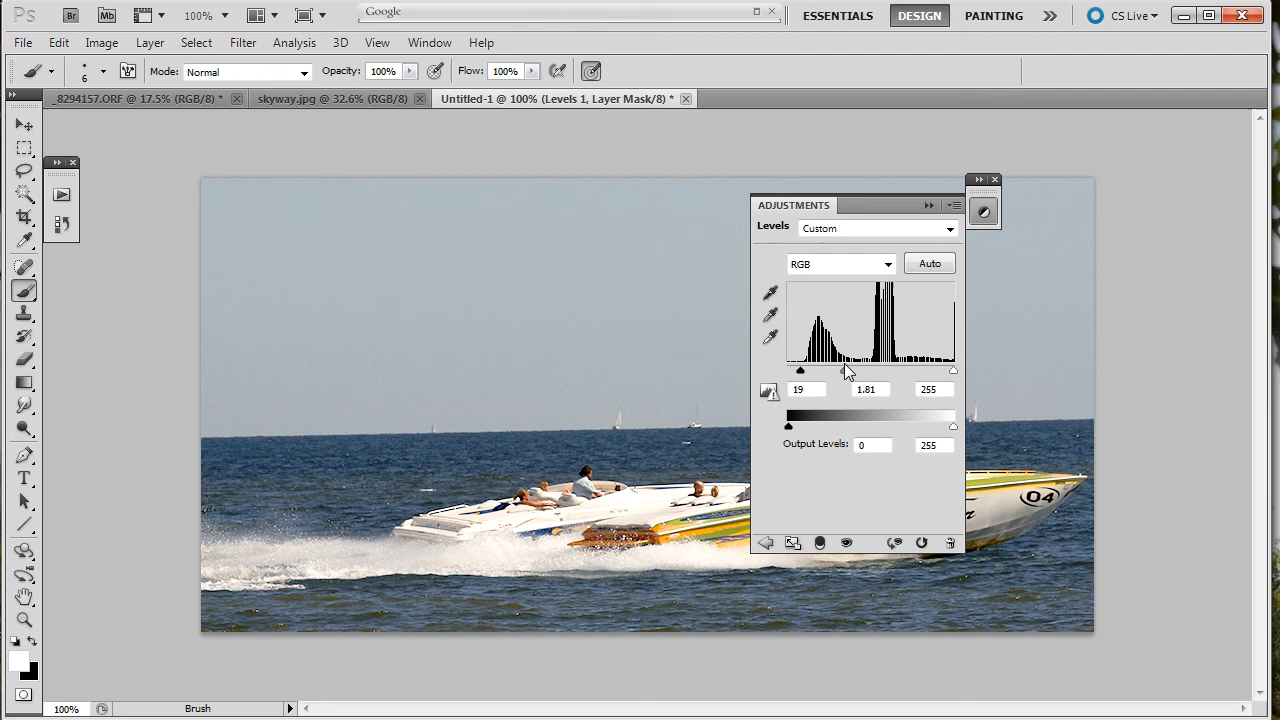 Ps Br Mb 100% Google ESSENTIALS DESIGN PAINTING CS Live
File Edit Image Layer Select Filter Analysis 3D View Window Help
6 Mode: Normal Opacity: 100% Flow: 100%
_8294157.ORF @ 17.5% (RGB/8) * skyway.jpg @ 32.6% (RGB/8) Untitled-1 @ 100% (Levels 1, Layer Mask/8) *
ADJUSTMENTS
Levels Custom
RGB Auto
19 1.81 255
Output Levels: 0 255
04
T
100% Brush